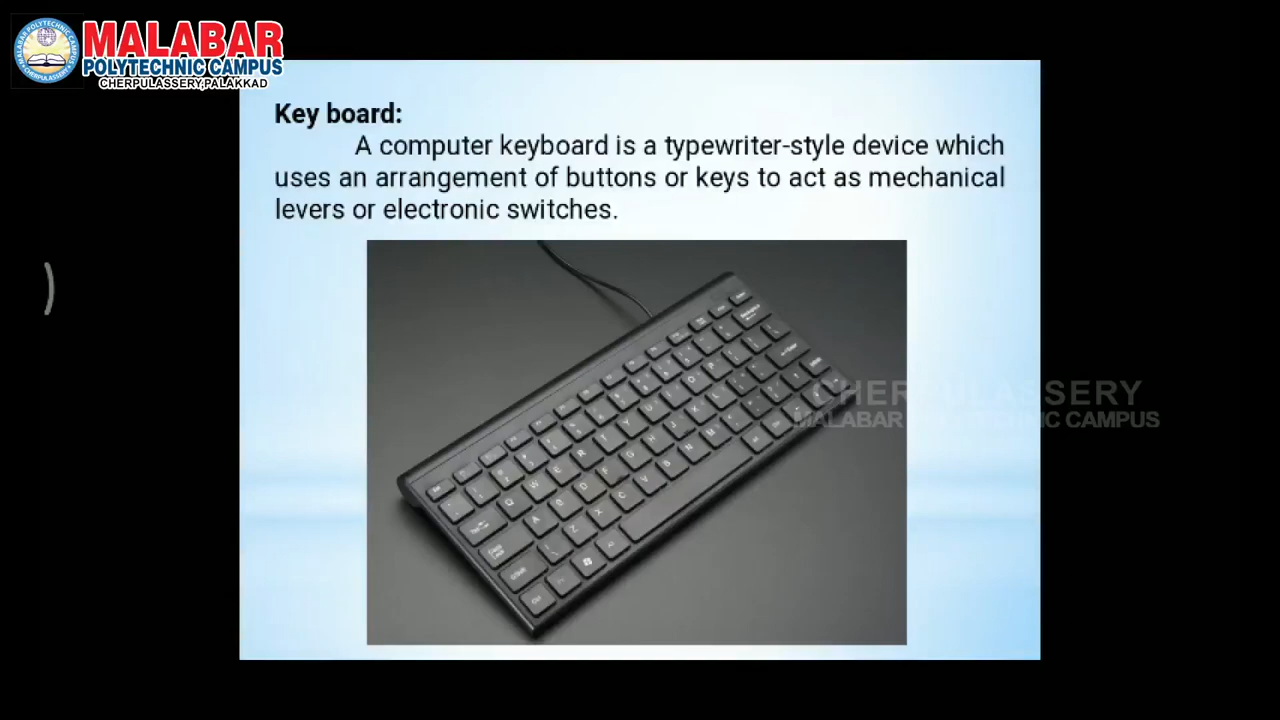 MALABAR
POLYTECHNIC CAMPUS
CHERPULASSERY,PALAKKAD
Key board:
A computer keyboard is a typewriter-style device which
uses an arrangement of buttons or keys to act as mechanical
levers or electronic switches.
CHERPULASSERY
MALABAR POLYTECHNIC CAMPUS